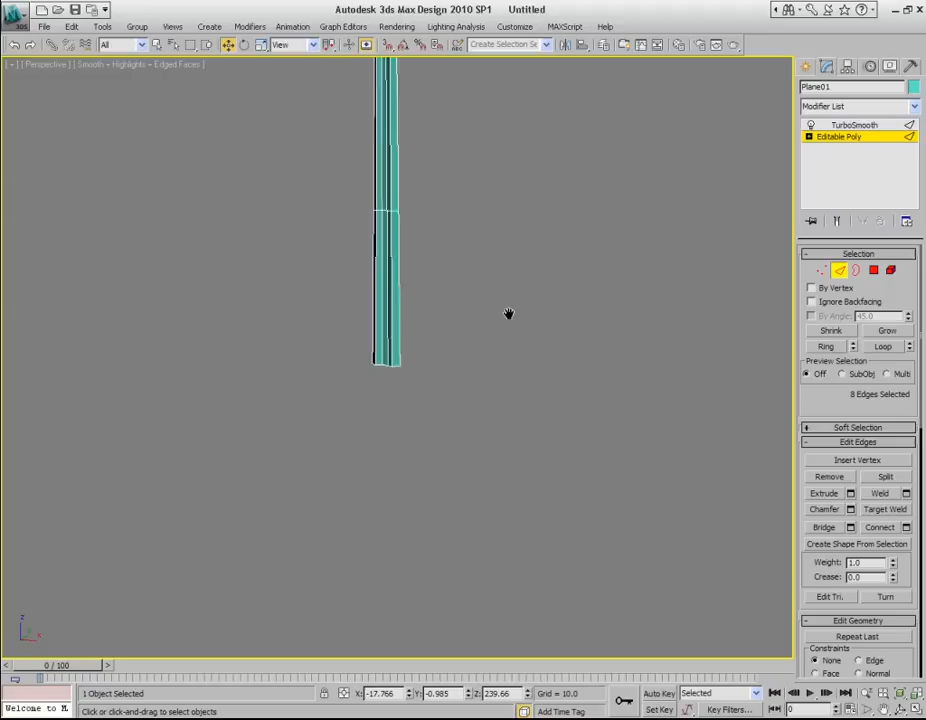 Autodesk 3ds Max Design 2010 SP1 Untitled
File Edit Tools Group Views Create Modifiers Animation Graph Editors Rendering Lighting Analysis Customize MAXScript Help
All View Create Selection Se
[ + ] [ Perspective ] [ Smooth + Highlights + Edged Faces ]
Plane01
Modifier List
TurboSmooth
Editable Poly
- Selection
By Vertex
Ignore Backfacing
By Angle: 45.0
Shrink Grow
Ring Loop
Preview Selection
Off SubObj Multi
8 Edges Selected
+ Soft Selection
- Edit Edges
Insert Vertex
Remove Split
Extrude Weld
Chamfer Target Weld
Bridge Connect
Create Shape From Selection
Weight: 1.0
Crease: 0.0
Edit Tri. Turn
- Edit Geometry
Repeat Last
Constraints
None Edge
Face Normal
z
x
< 0 / 100 >
1 Object Selected X: -17.766 Y: -0.985 Z: 239.66 Grid = 10.0 Auto Key Selected
Welcome to M Click or click-and-drag to select objects Add Time Tag Set Key Key Filters... 0